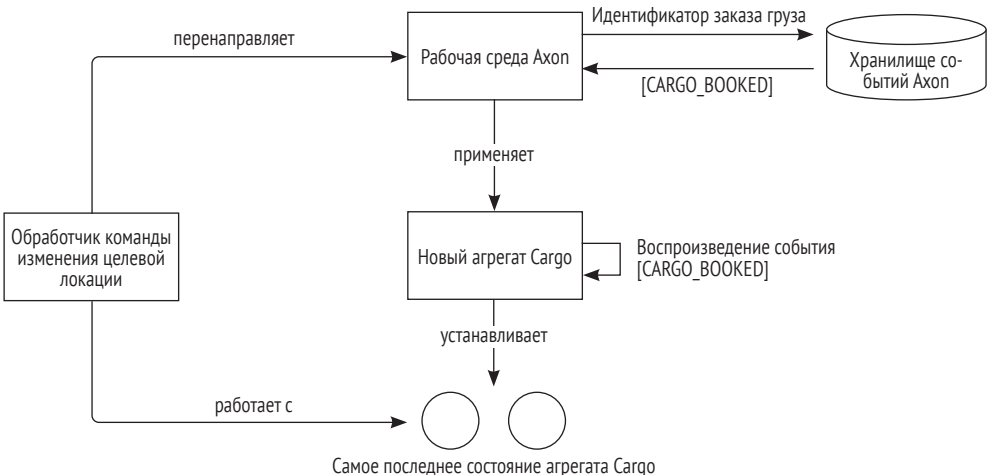 Идентификатор заказа груза
перенаправляет
Рабочая среда Axon
Хранилище со-
бытий Axon
[CARGO_BOOKED]
применяет
Обработчик команды
изменения целевой
локации
Новый агрегат Cargo
Воспроизведение события
[CARGO_BOOKED]
устанавливает
работает с
Самое последнее состояние агрегата Cargo